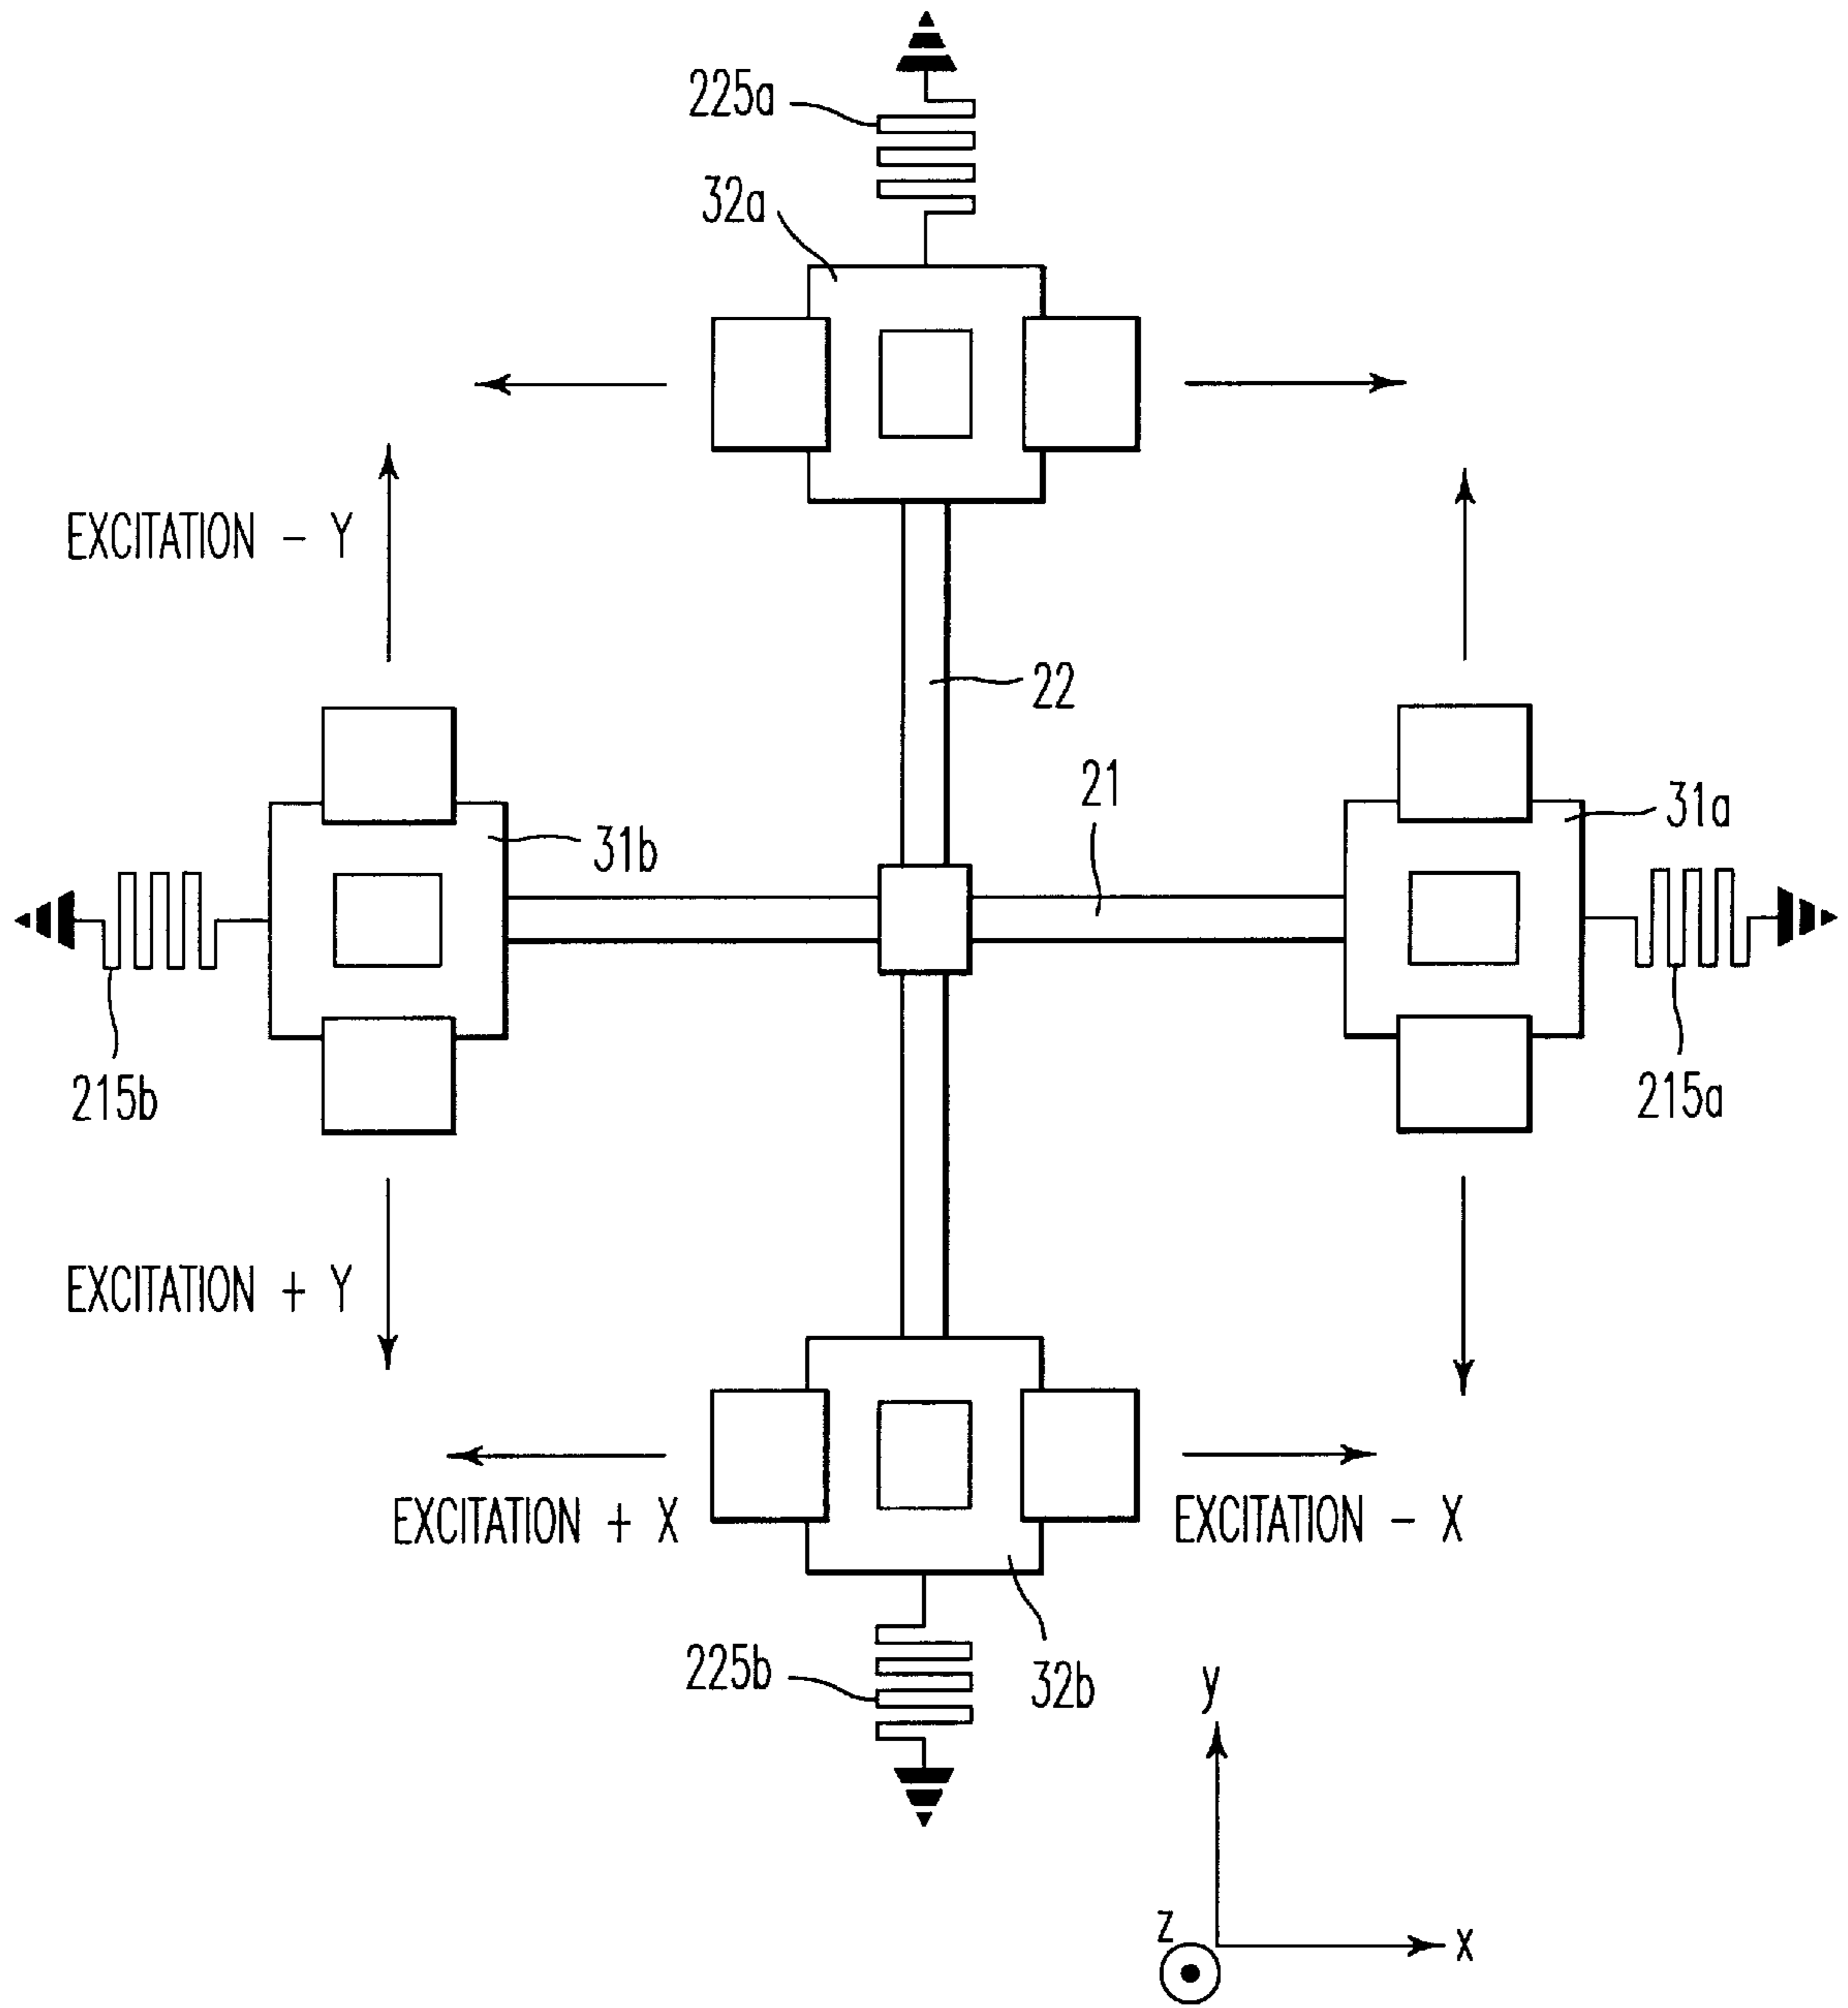 225a
32a
EXCITATION - Y
22
21
31a
31b
215b
215a
EXCITATION + Y
EXCITATION + X
EXCITATION - X
225b
32b
y
z
x